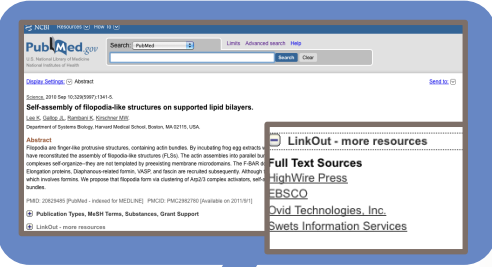 NCBI Resources How To
PubMed.gov
U.S. National Library of Medicine
National Institutes of Health
Search: PubMed
Limits Advanced search Help
Search Clear
Display Settings: Abstract
Send to:
Science. 2010 Sep 10;329(5997):1341-5.
Self-assembly of filopodia-like structures on supported lipid bilayers.
Lee K, Gallop JL, Rambani K, Kirschner MW.
Department of Systems Biology, Harvard Medical School, Boston, MA 02115, USA.
Abstract
Filopodia are finger-like protrusive structures, containing actin bundles. By incubating frog egg extracts w
have reconstituted the assembly of filopodia-like structures (FLSs). The actin assembles into parallel bun
complexes self-organize--they are not templated by preexisting membrane microdomains. The F-BAR d
Elongation proteins, Diaphanous-related formin, VASP, and fascin are recruited subsequently. Although
which involves formins. We propose that filopodia form via clustering of Arp2/3 complex activators, self-a
bundles.
PMID: 20829485 [PubMed - indexed for MEDLINE] PMCID: PMC2982780 [Available on 2011/9/1]
Publication Types, MeSH Terms, Substances, Grant Support
LinkOut - more resources
LinkOut - more resources
Full Text Sources
HighWire Press
EBSCO
Ovid Technologies, Inc.
Swets Information Services